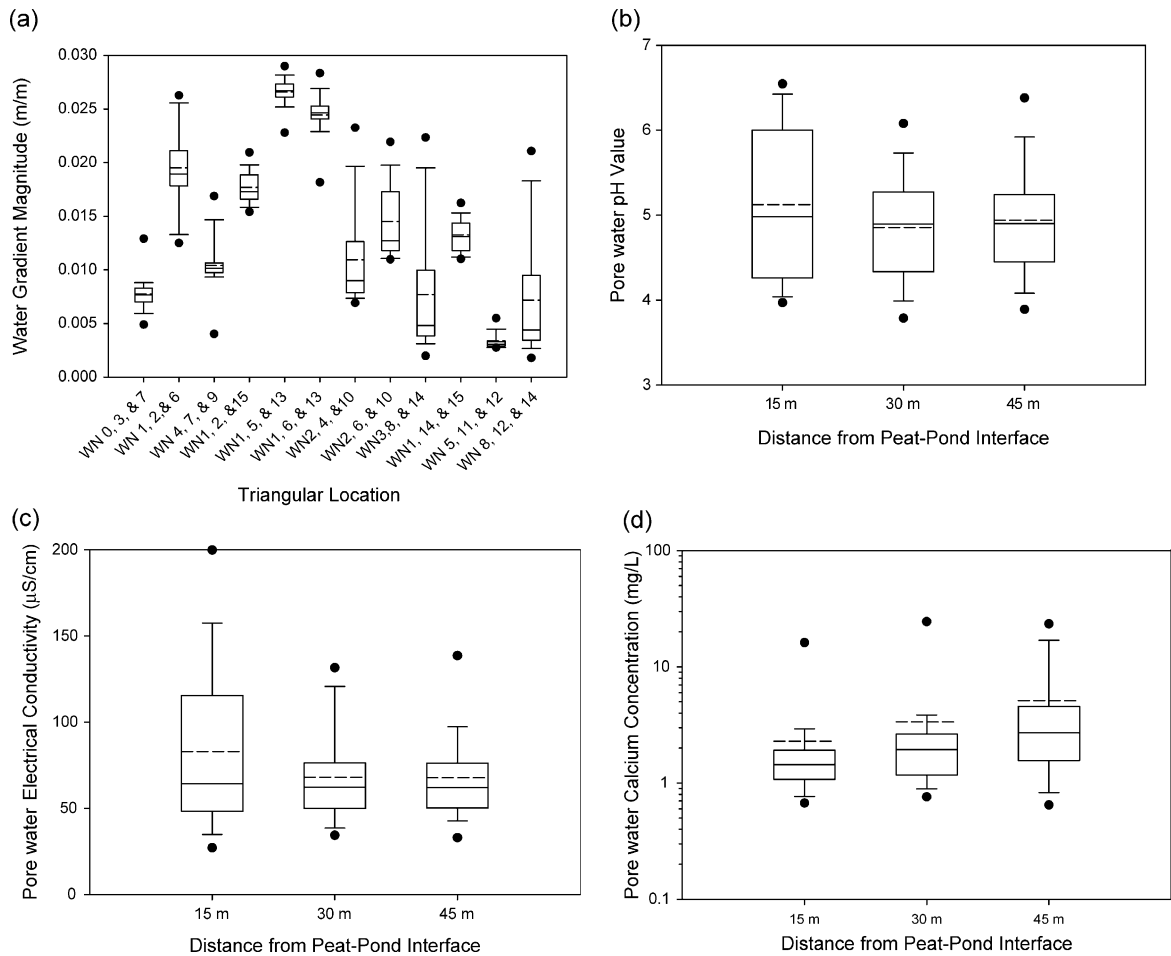 (a)
Water Gradient Magnitude (m/m)
0.030
0.025
0.020
0.015
0.010
0.005
0.000
WN 0, 3, & 7
WN 1, 2,& 6
WN 4, 7, & 9
WN1, 2, &15
WN1, 5, & 13
WN1, 6, & 13
WN2, 4, &10
WN2, 6, & 10
WN3,8, & 14
WN1, 14, & 15
WN 5, 11, & 12
WN 8, 12, & 14
Triangular Location
(b)
Pore water pH Value
7
6
5
4
3
15 m
30 m
45 m
Distance from Peat-Pond Interface
(c)
Pore water Electrical Conductivity (µS/cm)
200
150
100
50
0
15 m
30 m
45 m
Distance from Peat-Pond Interface
(d)
Pore water Calcium Concentration (mg/L)
100
10
1
0.1
15 m
30 m
45 m
Distance from Peat-Pond Interface